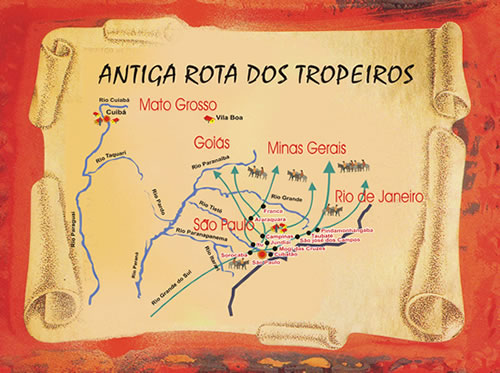 ANTIGA ROTA DOS TROPEIROS
Rio Cuiabá
Mato Grosso
Cuibá
Vila Boa
Goiás
Minas Gerais
Rio Taquari
Rio Paranaíba
Rio de Janeiro
Rio Pardo
Rio Grande
Franca
Rio Tietê
Araraquara
Rio Paraguai
São Paulo
Pindamonhangaba
Campinas
Taubate
Rio Paranapanema
Jundiaí
São josé dos Campos
Itu
Mogi das Cruzes
Rio Paraná
Sorocaba
Cubatão
São Paulo
Rio Grande do Sul